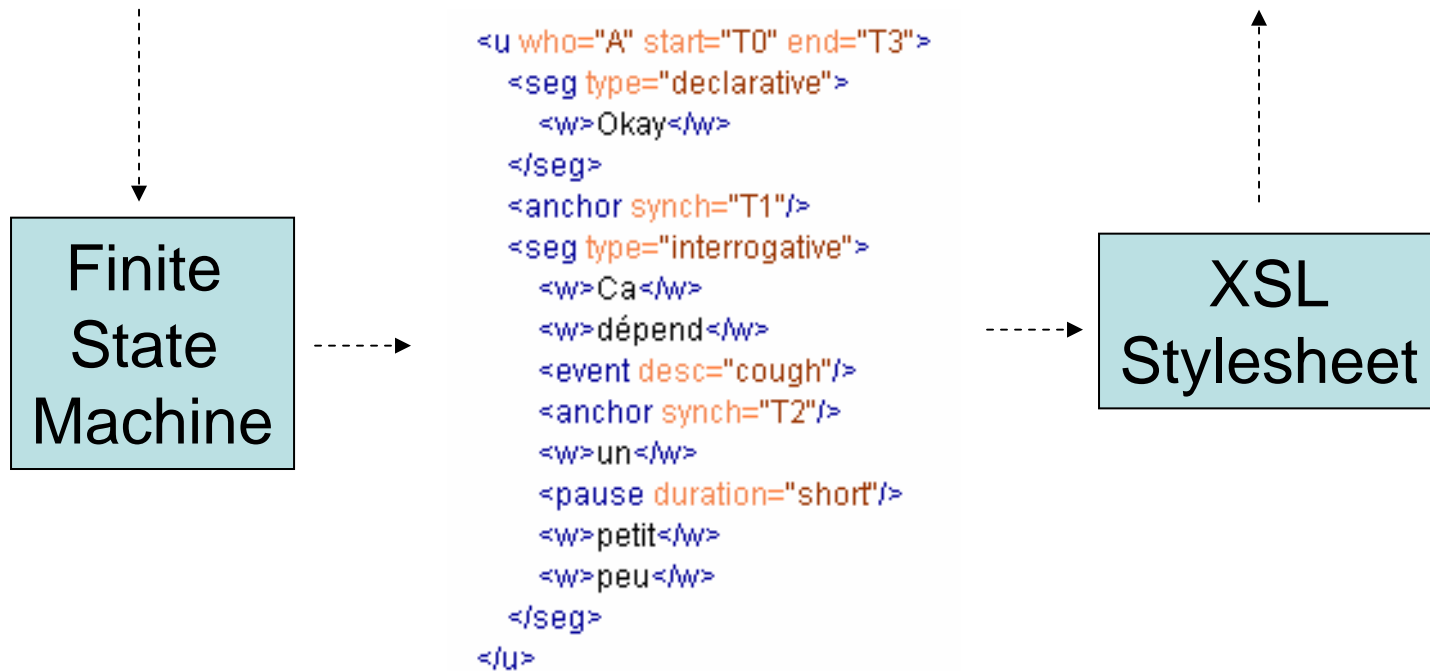 Finite
State
Machine
<u who="A" start="T0" end="T3">
<seg type="declarative">
<w>Okay</w>
</seg>
<anchor synch="T1"/>
<seg type="interrogative">
<w>Ca</w>
<w>dépend</w>
<event desc="cough"/>
<anchor synch="T2"/>
<w>un</w>
<pause duration="short"/>
<w>petit</w>
<w>peu</w>
</seg>
</u>
XSL
Stylesheet